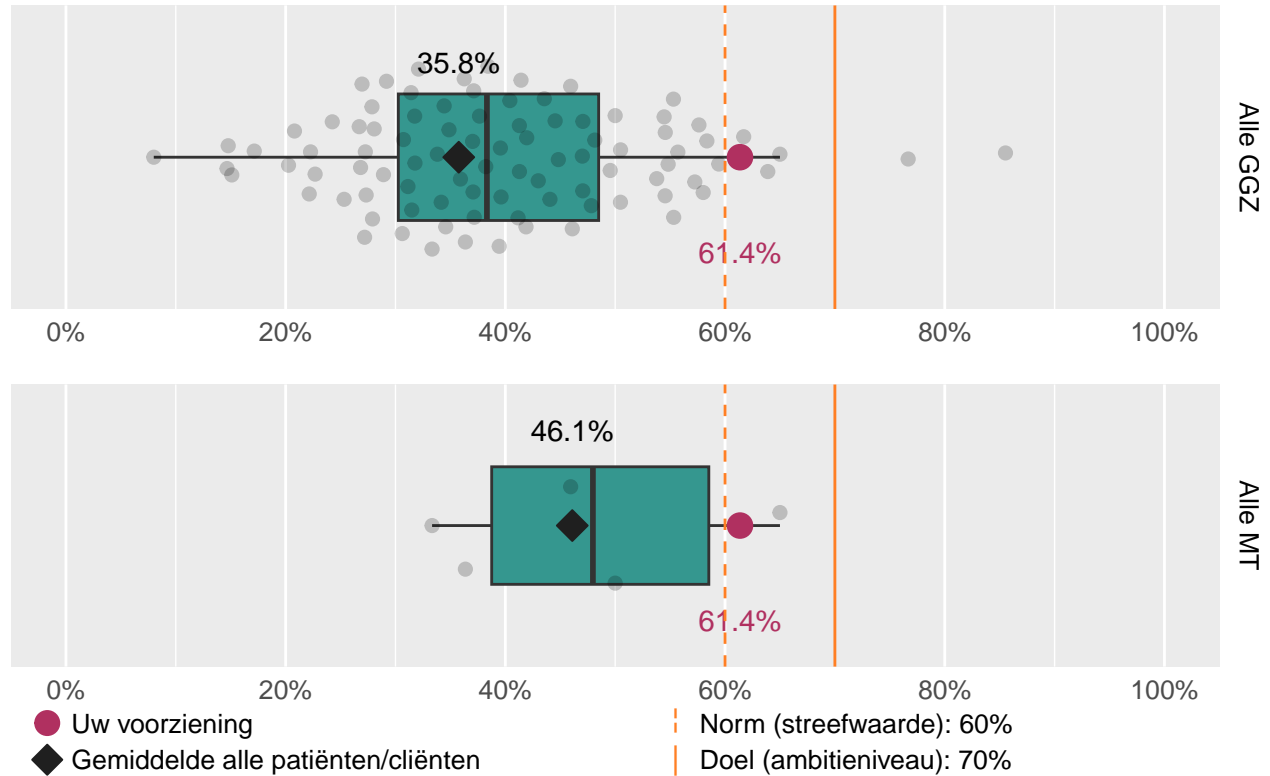 35.8%
Alle GGZ
61.4%
0% 20% 40% 60% 80% 100%
46.1%
Alle MT
61.4%
0% 20% 40% 60% 80% 100%
Uw voorziening
Gemiddelde alle patiënten/cliënten
Norm (streefwaarde): 60%
Doel (ambitieniveau): 70%